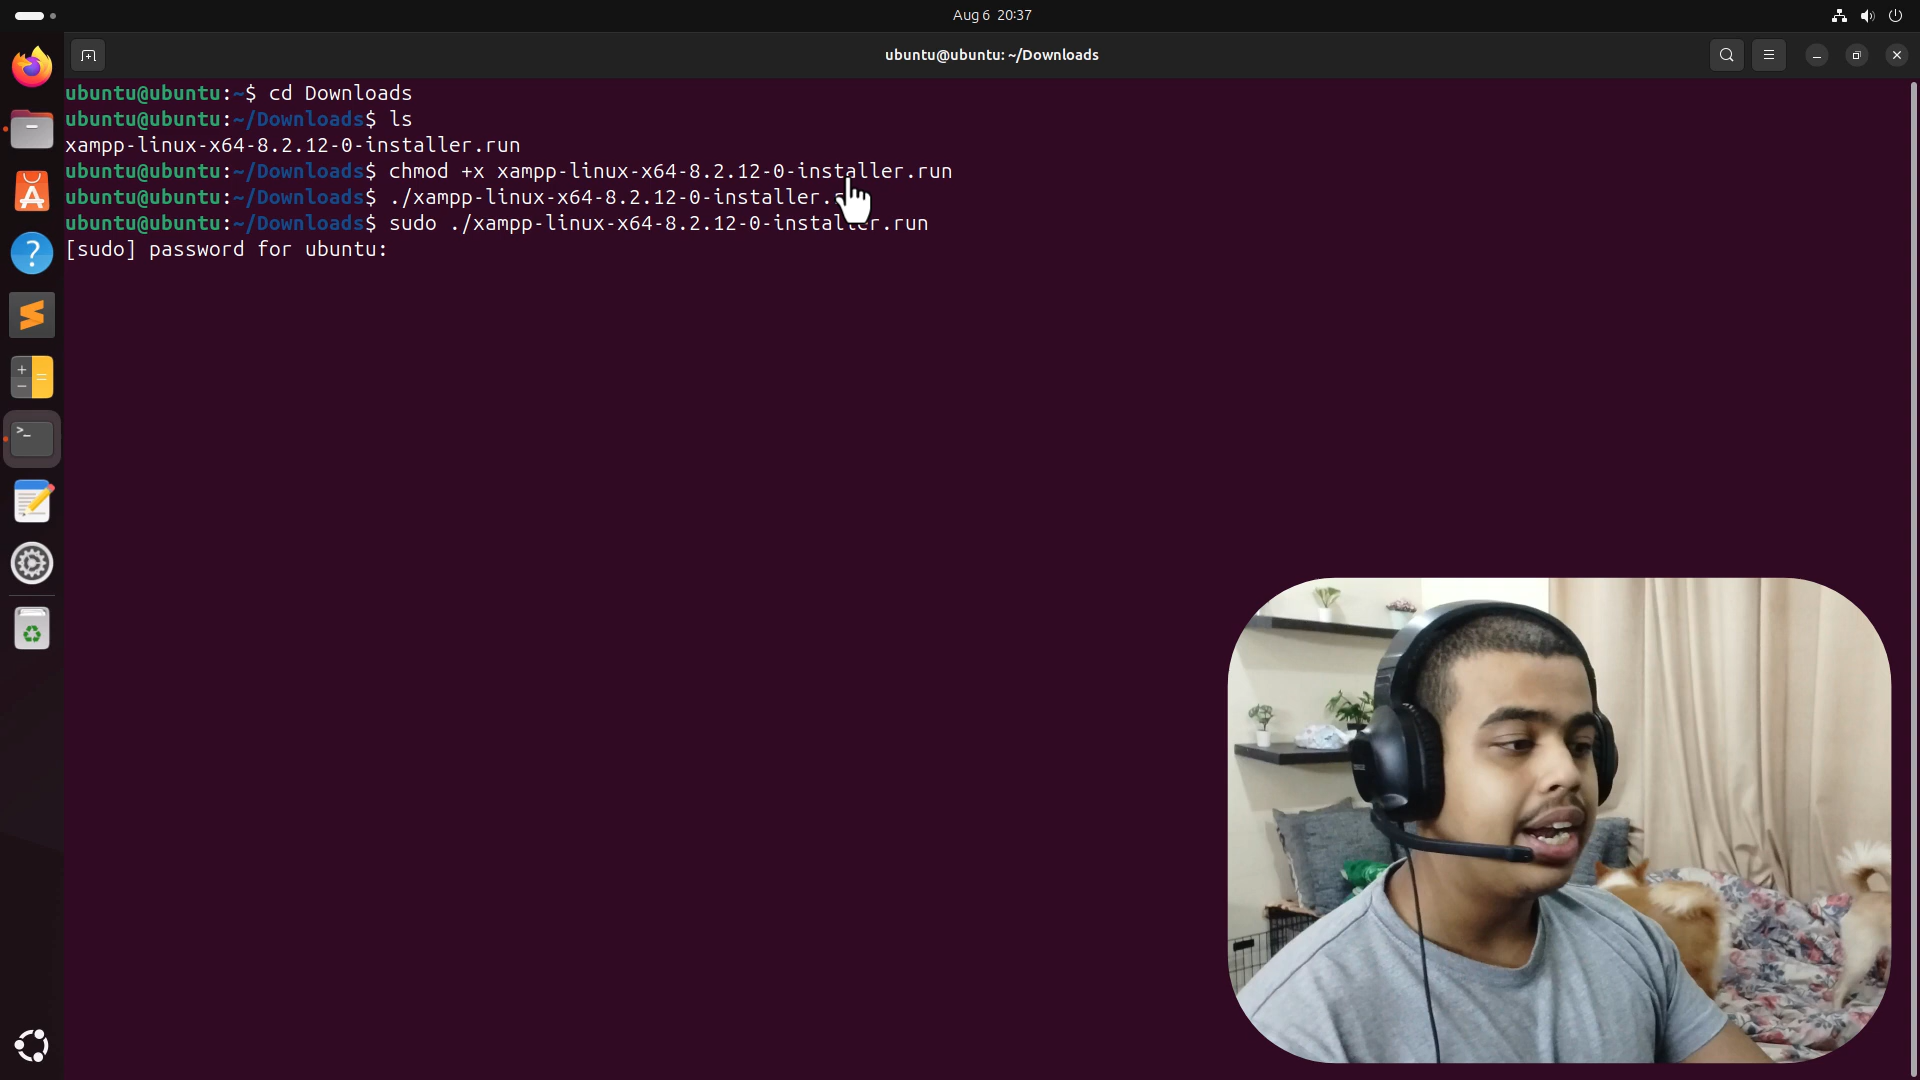 Aug 6 20:37
ubuntu@ubuntu: ~/Downloads
ubuntu@ubuntu:~$ cd Downloads
ubuntu@ubuntu:~/Downloads$ ls
xampp-linux-x64-8.2.12-0-installer.run
ubuntu@ubuntu:~/Downloads$ chmod +x xampp-linux-x64-8.2.12-0-installer.run
ubuntu@ubuntu:~/Downloads$ ./xampp-linux-x64-8.2.12-0-installer.
ubuntu@ubuntu:~/Downloads$ sudo ./xampp-linux-x64-8.2.12-0-installer.run
[sudo] password for ubuntu: